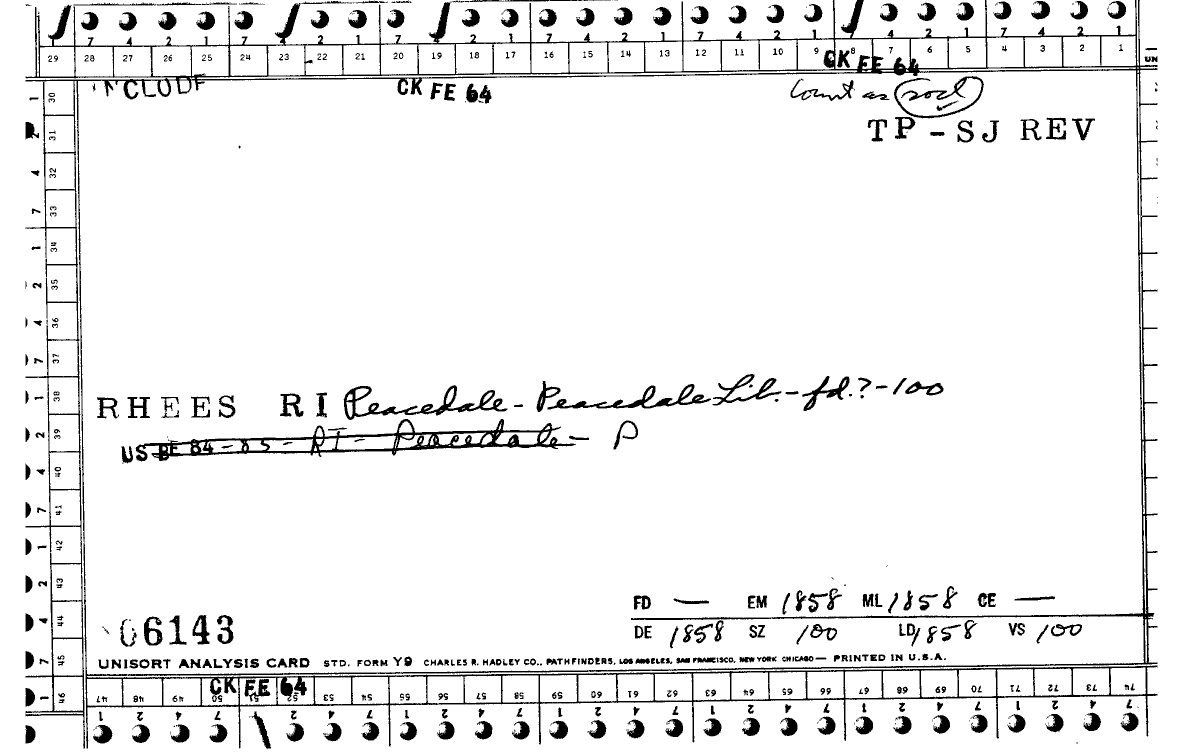 7 4 2 1 7 4 2 1 7 4 2 1 7 4 2 1 7 4 2 1 7 4 2 1 7 4 2 1
29 28 27 26 25 24 23 22 21 20 19 18 17 16 15 14 13 12 11 10 9 8 7 6 5 4 3 2 1
CK FE 64
INCLUDE CK FE 64 Count as socl
TP - SJ REV
1 30
2 31
4 32
7 33
1 34
2 35
4 36
7 37
1 38
RHEES RI Peacedale - Peacedale Lib. - fd.? - 100
2 39
US BE 84 - 85 - RI - Peacedale - P
4 40
7 41
1 42
2 43
FD — EM 1858 ML 1858 CE —
4 44
06143 DE 1858 SZ 100 LD 1858 VS 100
7 45
UNISORT ANALYSIS CARD STD. FORM Y9 CHARLES R. HADLEY CO., PATHFINDERS, LOS ANGELES, SAN FRANCISCO, NEW YORK CHICAGO — PRINTED IN U.S.A.
1 46
CK FE 64
47 48 49 50 51 52 53 54 55 56 57 58 59 60 61 62 63 64 65 66 67 68 69 70 71 72 73 74
1 2 4 7 1 2 4 7 1 2 4 7 1 2 4 7 1 2 4 7 1 2 4 7 1 2 4 7